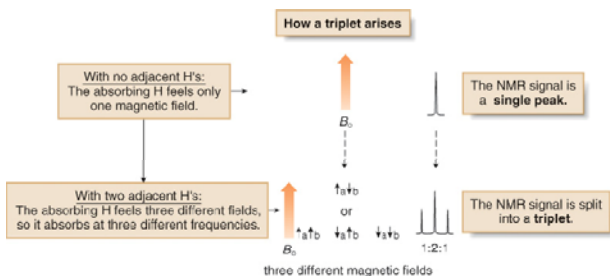 How a triplet arises
With no adjacent H's:
The absorbing H feels only
one magnetic field.
B₀
The NMR signal is
a single peak.
With two adjacent H's:
The absorbing H feels three different fields,
so it absorbs at three different frequencies.
B₀
↑a↓b
or
↑a↑b ↓a↑b ↓a↓b
1:2:1
The NMR signal is split
into a triplet.
three different magnetic fields